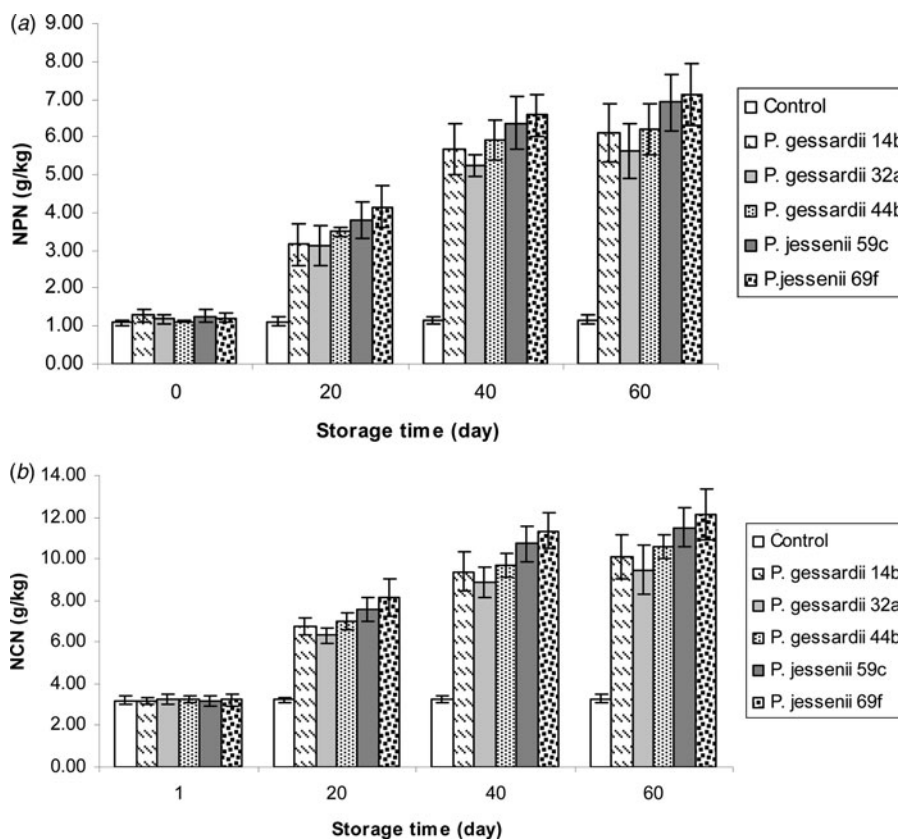 (a)
9.00
8.00
7.00
6.00
5.00
4.00
3.00
2.00
1.00
0.00
NPN (g/kg)
0 20 40 60
Storage time (day)
Control
P. gessardii 14b
P. gessardii 32a
P. gessardii 44b
P. jessenii 59c
P.jessenii 69f
(b)
14.00
12.00
10.00
8.00
6.00
4.00
2.00
0.00
NCN (g/kg)
1 20 40 60
Storage time (day)
Control
P. gessardii 14b
P. gessardii 32a
P. gessardii 44b
P. jessenii 59c
P. jessenii 69f